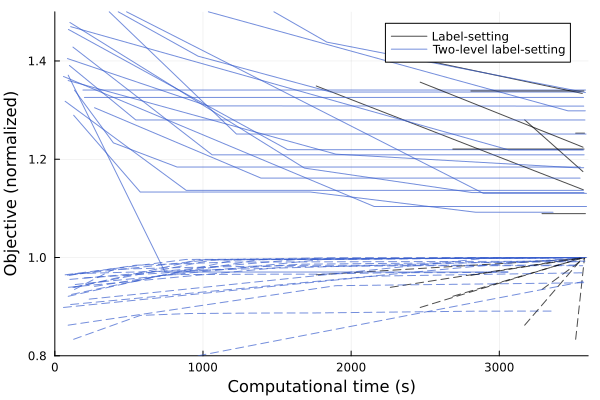 1.4
1.2
1.0
0.8
Objective (normalized)
Label-setting
Two-level label-setting
0
1000
2000
3000
Computational time (s)